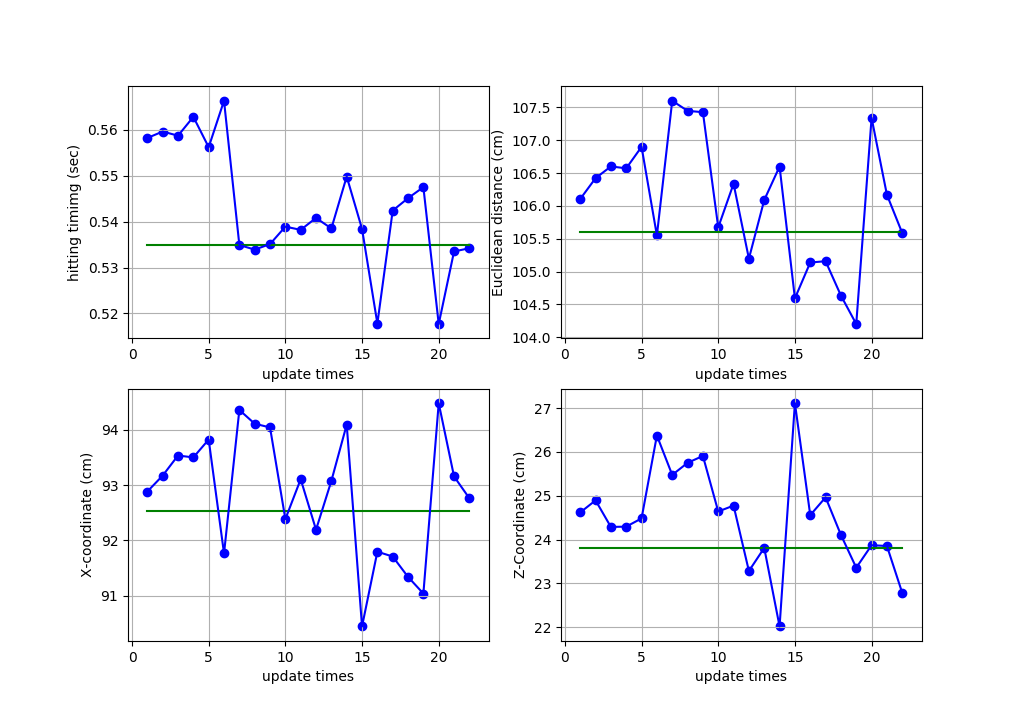 hitting timimg (sec)
0.56
0.55
0.54
0.53
0.52
0 5 10 15 20
update times
Euclidean distance (cm)
107.5
107.0
106.5
106.0
105.5
105.0
104.5
104.0
0 5 10 15 20
update times
X-coordinate (cm)
94
93
92
91
0 5 10 15 20
update times
Z-Coordinate (cm)
27
26
25
24
23
22
0 5 10 15 20
update times